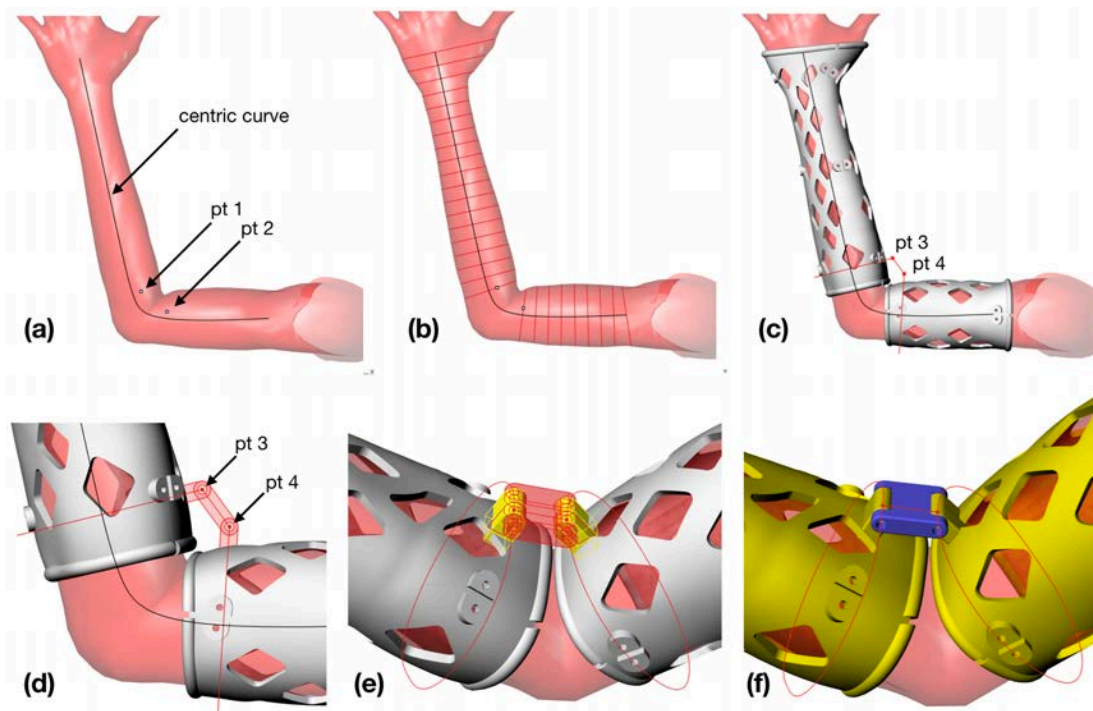 centric curve
pt 1
pt 2
(a)
(b)
pt 3
pt 4
(c)
pt 3
pt 4
(d)
(e)
(f)